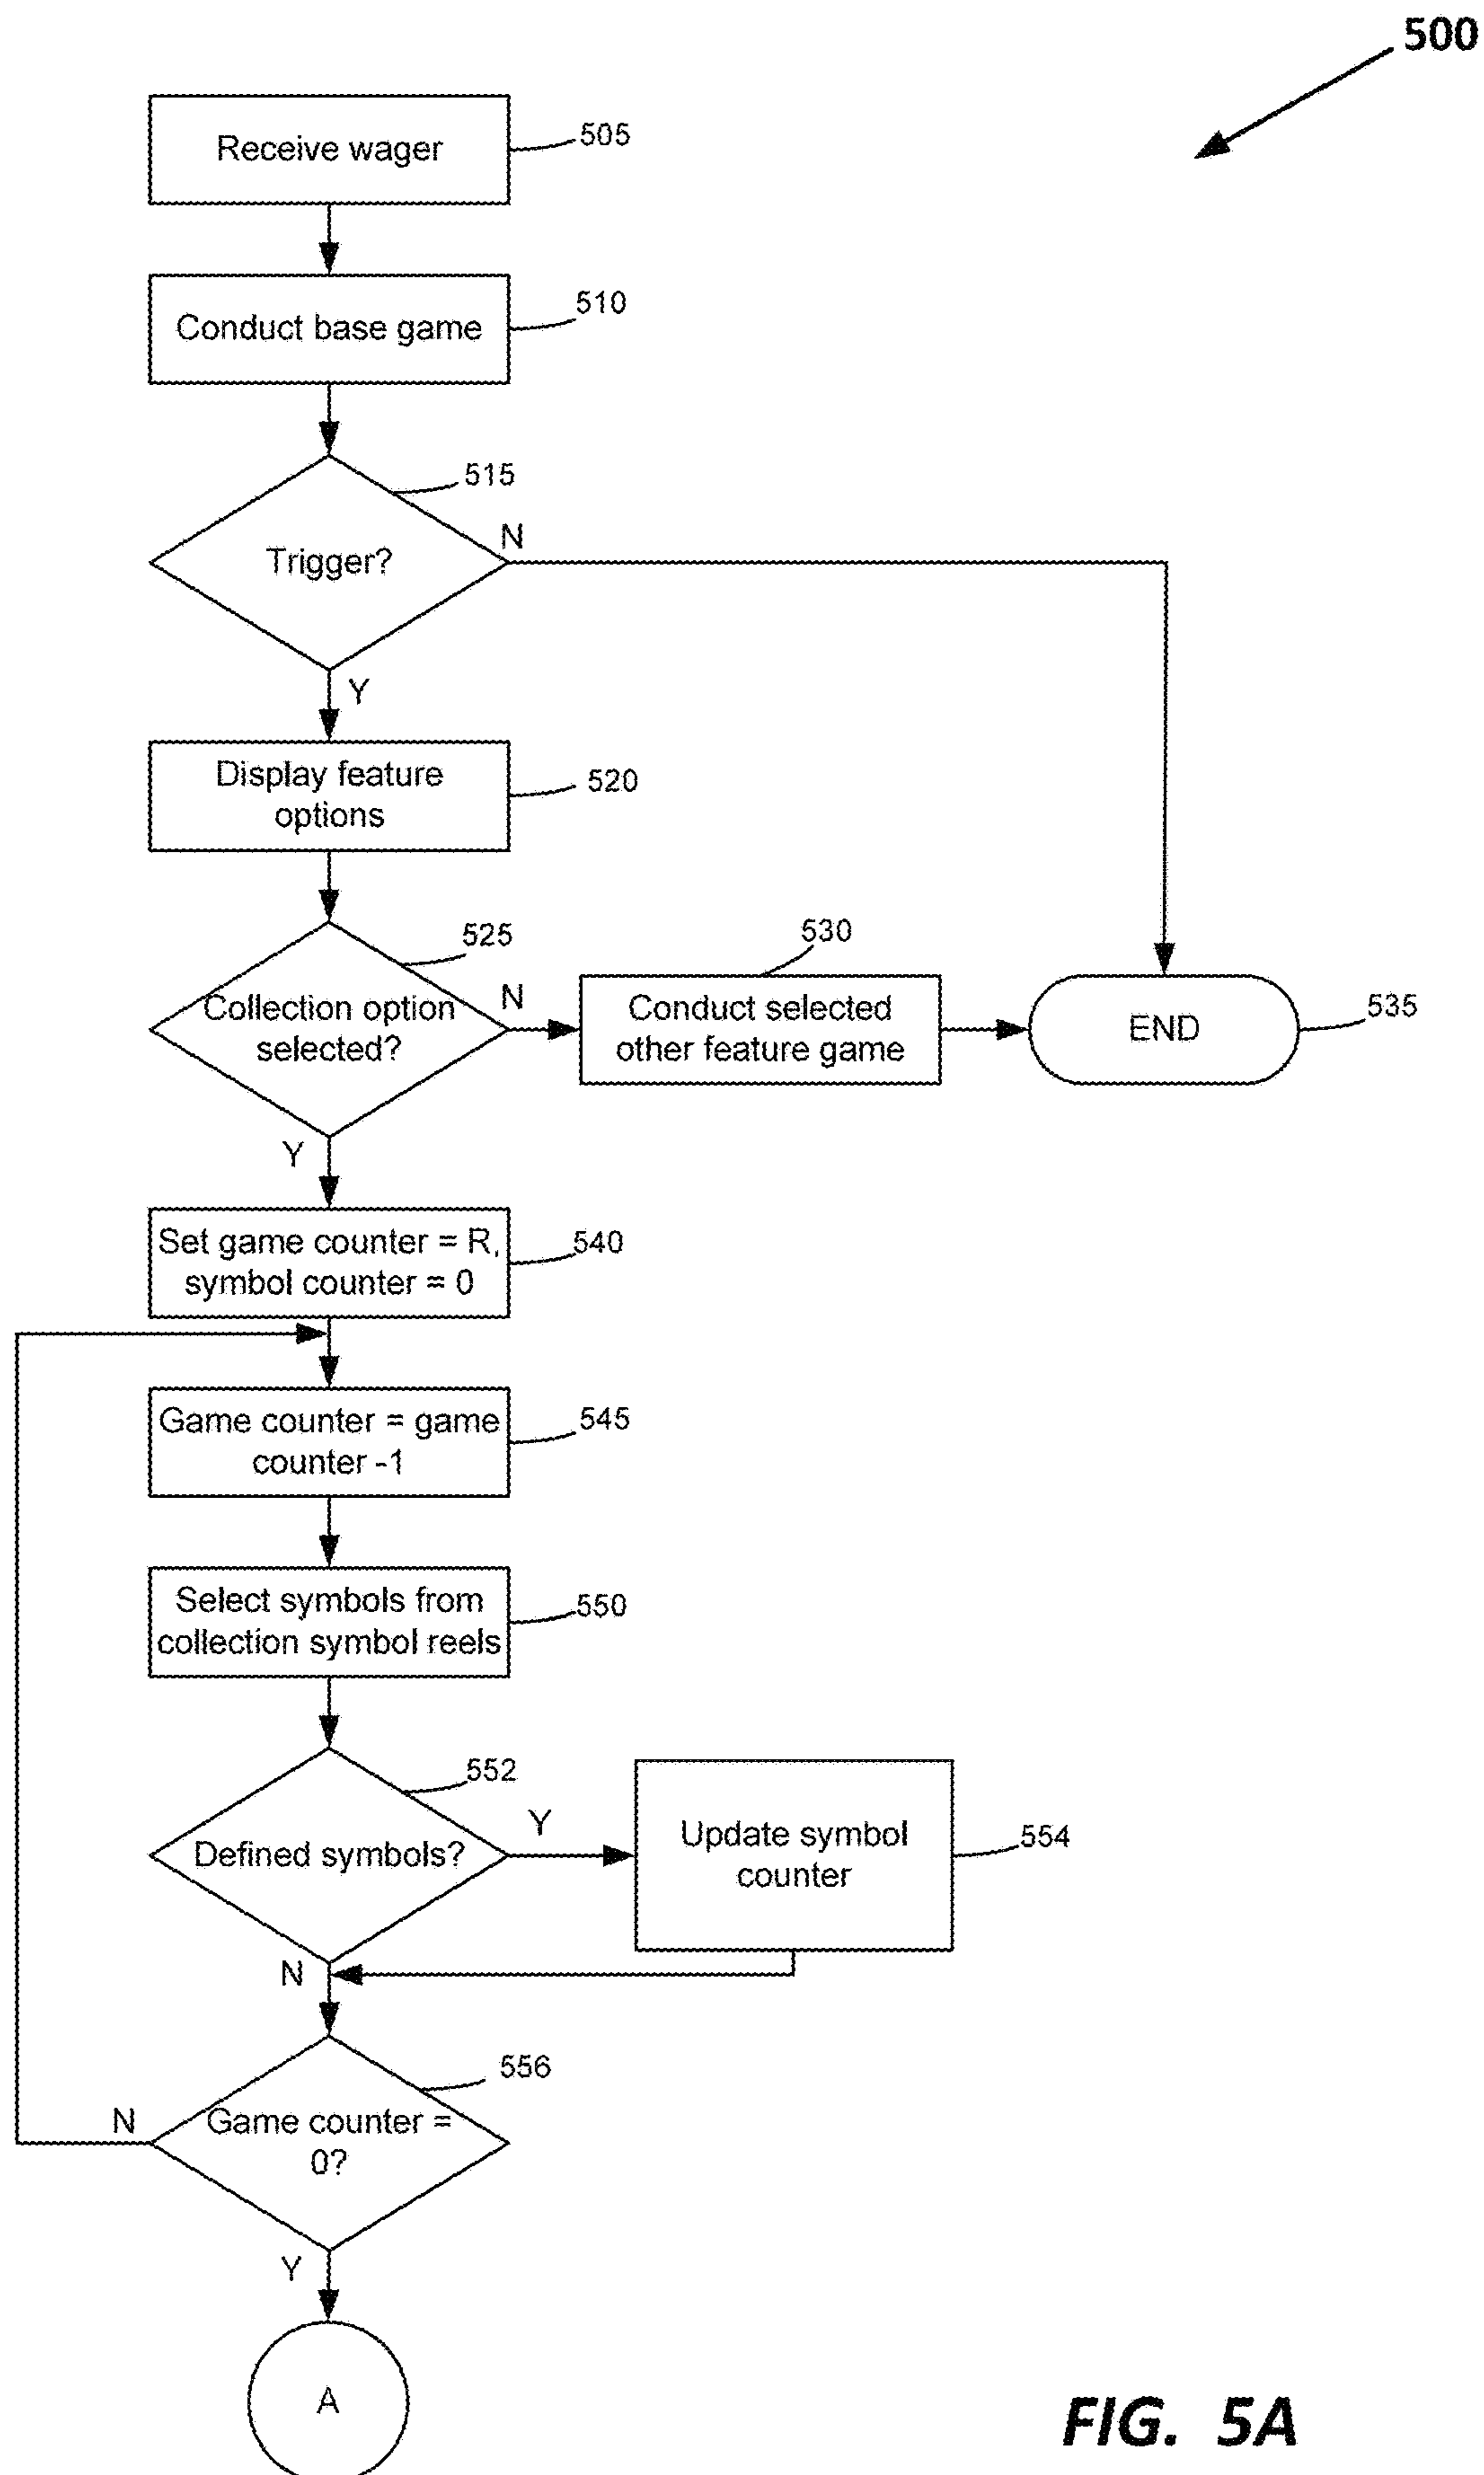 500
Receive wager
505
Conduct base game
510
515
Trigger?
N
Y
Display feature
options
520
525
Collection option
selected?
N
530
Conduct selected
other feature game
END
535
Y
Set game counter = R,
symbol counter = 0
540
Game counter = game
counter -1
545
Select symbols from
collection symbol reels
550
552
Defined symbols?
Y
Update symbol
counter
554
N
556
Game counter =
0?
N
Y
A
FIG. 5A